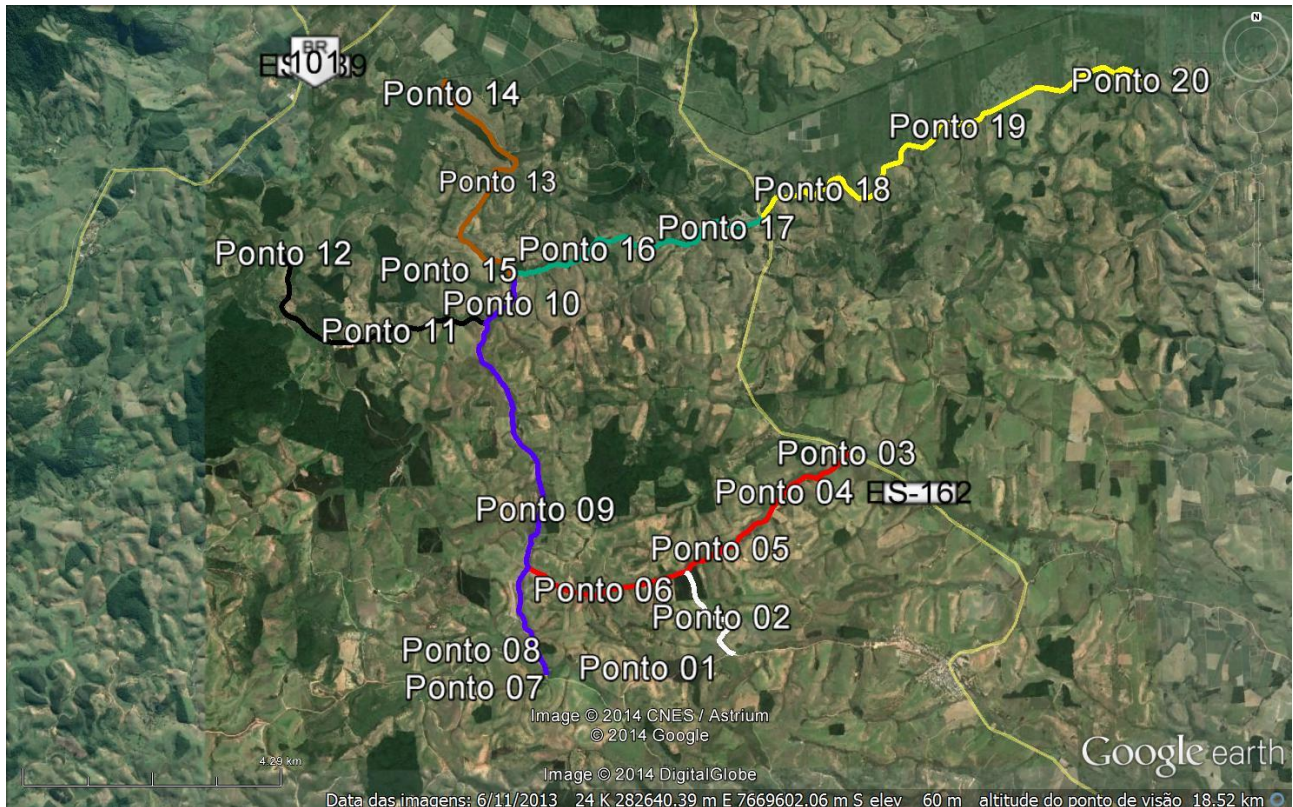 N
BR
101
Ponto 14
Ponto 20
Ponto 19
Ponto 13
Ponto 18
Ponto 17
Ponto 12
Ponto 16
Ponto 15
Ponto 10
Ponto 11
Ponto 03
Ponto 04
ES-162
Ponto 09
Ponto 05
Ponto 06
Ponto 02
Ponto 08
Ponto 01
Ponto 07
Image © 2014 CNES / Astrium
© 2014 Google
Google earth
4.29 km
Image © 2014 DigitalGlobe
Data das imagens: 6/11/2013 24 K 282640.39 m E 7669602.06 m S elev 60 m altitude do ponto de visão 18.52 km